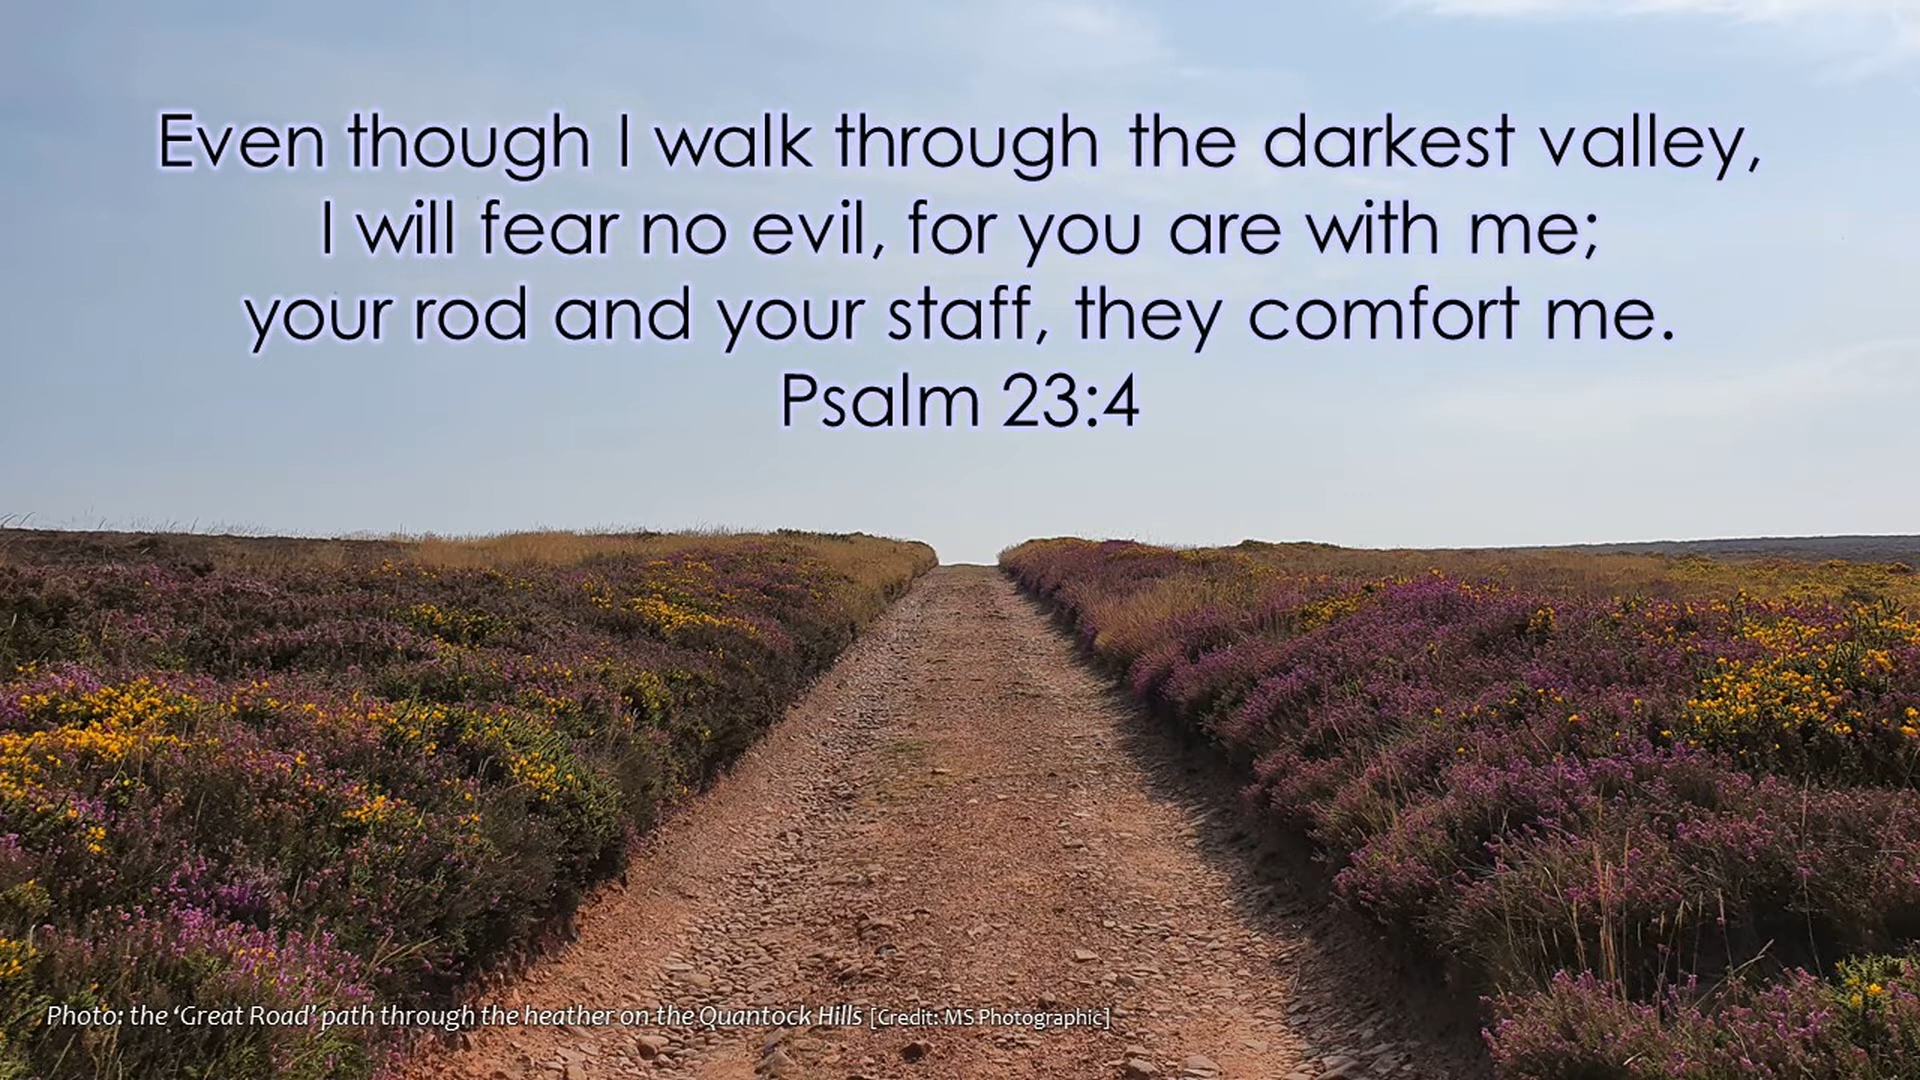 Even though I walk through the darkest valley,
I will fear no evil, for you are with me;
your rod and your staff, they comfort me.
Psalm 23:4
Photo: the ‘Great Road’ path through the heather on the Quantock Hills [Credit: MS Photographic]